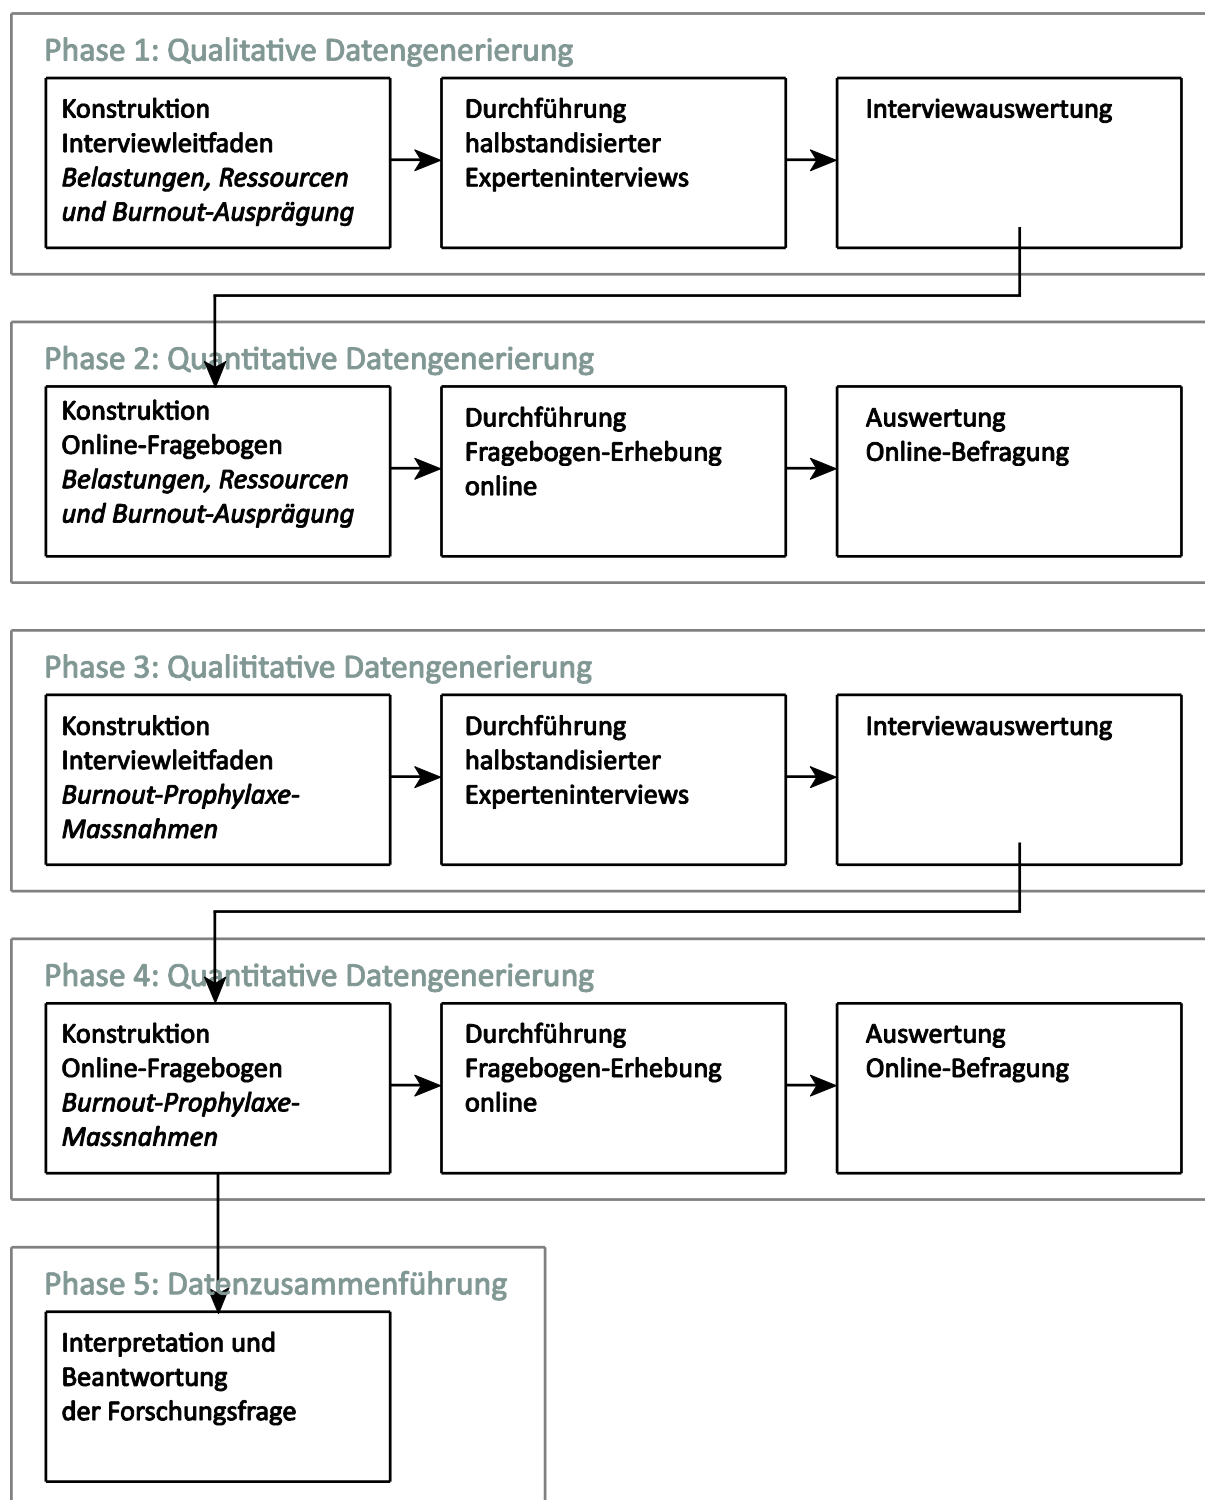 Phase 1: Qualitative Datengenerierung
Konstruktion
Interviewleitfaden
Belastungen, Ressourcen
und Burnout-Ausprägung
Durchführung
halbstandisierter
Experteninterviews
Interviewauswertung
Phase 2: Quantitative Datengenerierung
Konstruktion
Online-Fragebogen
Belastungen, Ressourcen
und Burnout-Ausprägung
Durchführung
Fragebogen-Erhebung
online
Auswertung
Online-Befragung
Phase 3: Qualititative Datengenerierung
Konstruktion
Interviewleitfaden
Burnout-Prophylaxe-
Massnahmen
Durchführung
halbstandisierter
Experteninterviews
Interviewauswertung
Phase 4: Quantitative Datengenerierung
Konstruktion
Online-Fragebogen
Burnout-Prophylaxe-
Massnahmen
Durchführung
Fragebogen-Erhebung
online
Auswertung
Online-Befragung
Phase 5: Datenzusammenführung
Interpretation und
Beantwortung
der Forschungsfrage